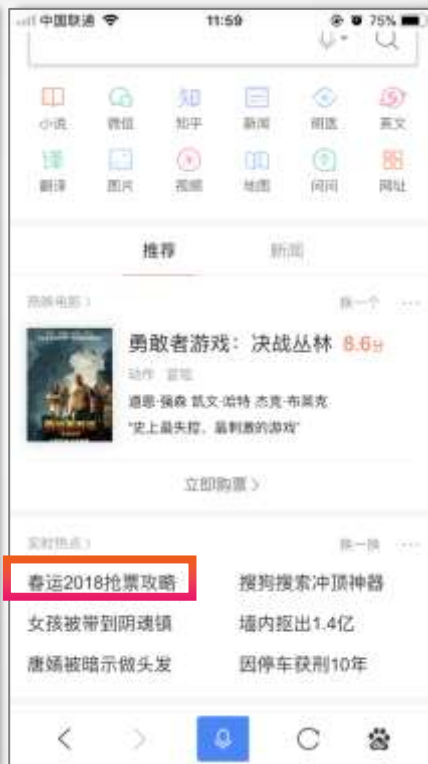 中国联通 11:59 75%
小说 微信 知乎 新闻 明医 英文
翻译 图片 视频 地图 问问 网址
推荐 新闻
热映电影 换一个
勇敢者游戏：决战丛林 8.6分
动作 冒险
道恩·强森 凯文·哈特 杰克·布莱克
“史上最失控、最刺激的游戏”
立即购票
实时热点 换一换
春运2018抢票攻略 搜狗搜索冲顶神器
女孩被带到阴魂镇 墙内抠出1.4亿
唐嫣被暗示做头发 因停车获刑10年